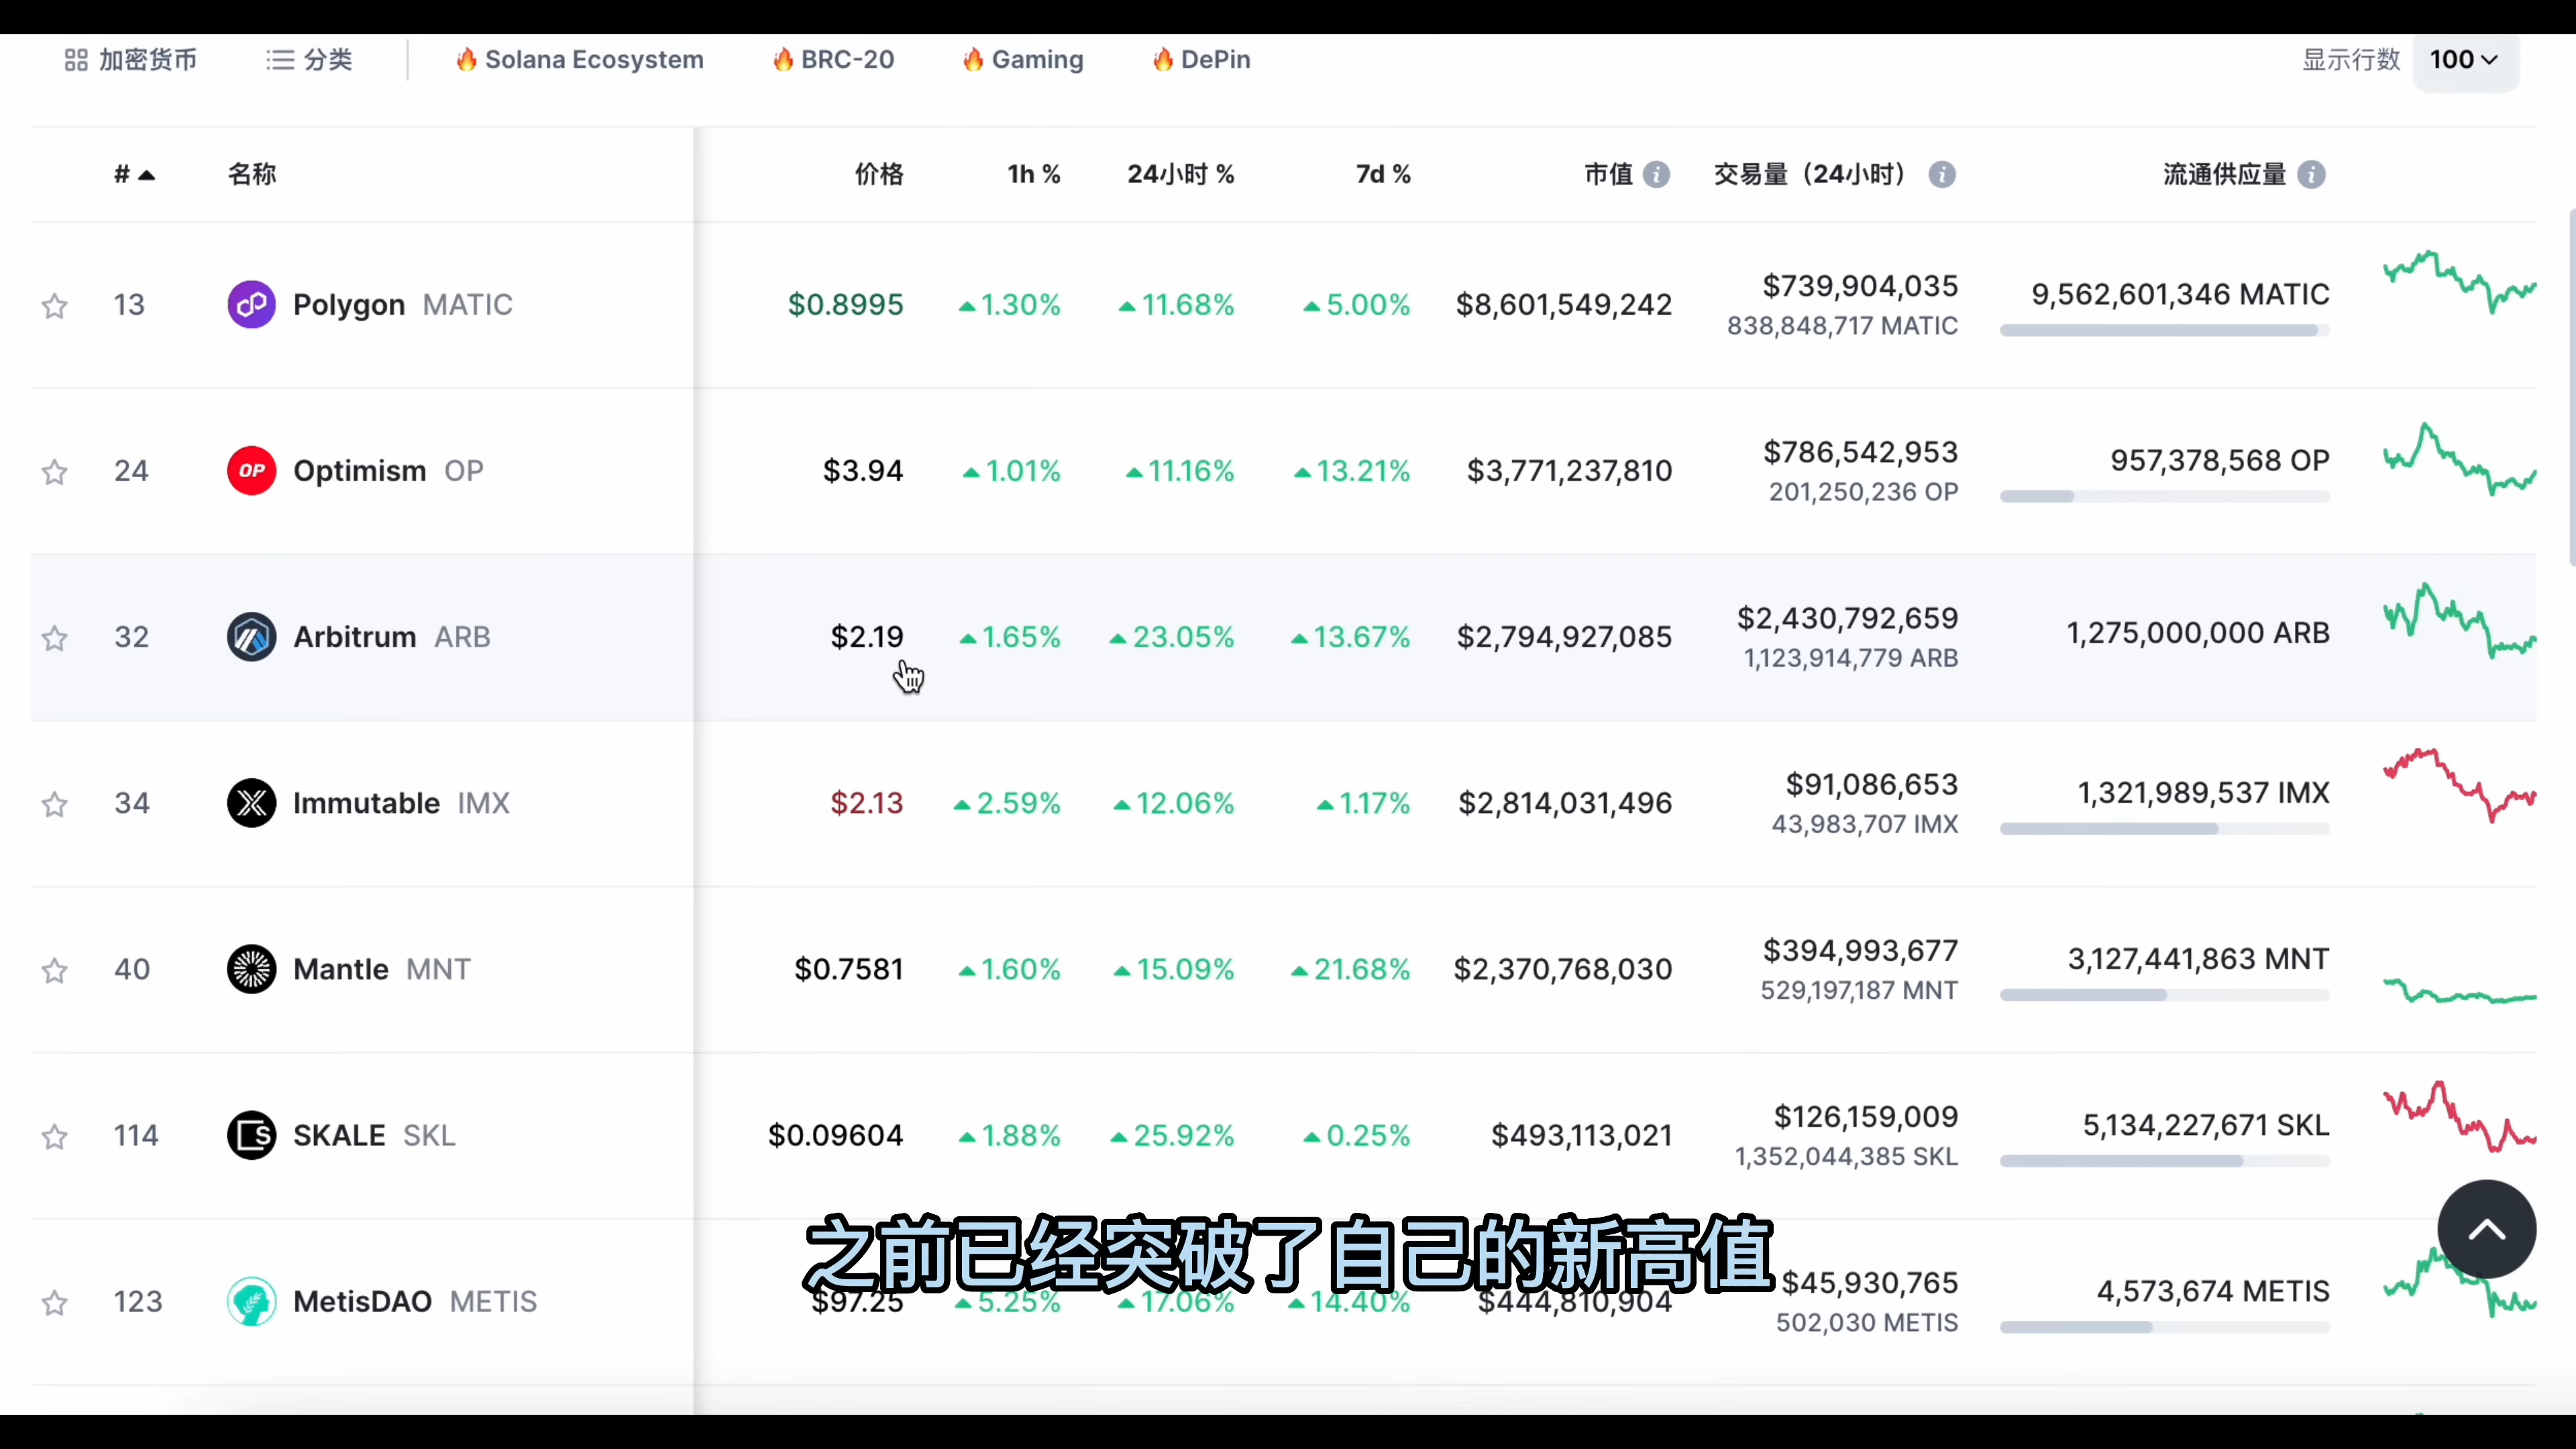 加密货币 分类 Solana Ecosystem BRC-20 Gaming DePin 显示行数 100
# 名称 价格 1h % 24小时 % 7d % 市值 交易量（24小时） 流通供应量
13 Polygon MATIC $0.8995 1.30% 11.68% 5.00% $8,601,549,242 $739,904,035 9,562,601,346 MATIC
838,848,717 MATIC
24 OP Optimism OP $3.94 1.01% 11.16% 13.21% $3,771,237,810 $786,542,953 957,378,568 OP
201,250,236 OP
32 Arbitrum ARB $2.19 1.65% 23.05% 13.67% $2,794,927,085 $2,430,792,659 1,275,000,000 ARB
1,123,914,779 ARB
34 Immutable IMX $2.13 2.59% 12.06% 1.17% $2,814,031,496 $91,086,653 1,321,989,537 IMX
43,983,707 IMX
40 Mantle MNT $0.7581 1.60% 15.09% 21.68% $2,370,768,030 $394,993,677 3,127,441,863 MNT
529,197,187 MNT
114 SKALE SKL $0.09604 1.88% 25.92% 0.25% $493,113,021 $126,159,009 5,134,227,671 SKL
1,352,044,385 SKL
之前已经突破了自己的新高值
123 MetisDAO METIS $97.25 5.25% 17.06% 14.40% $444,810,904 $45,930,765 4,573,674 METIS
502,030 METIS